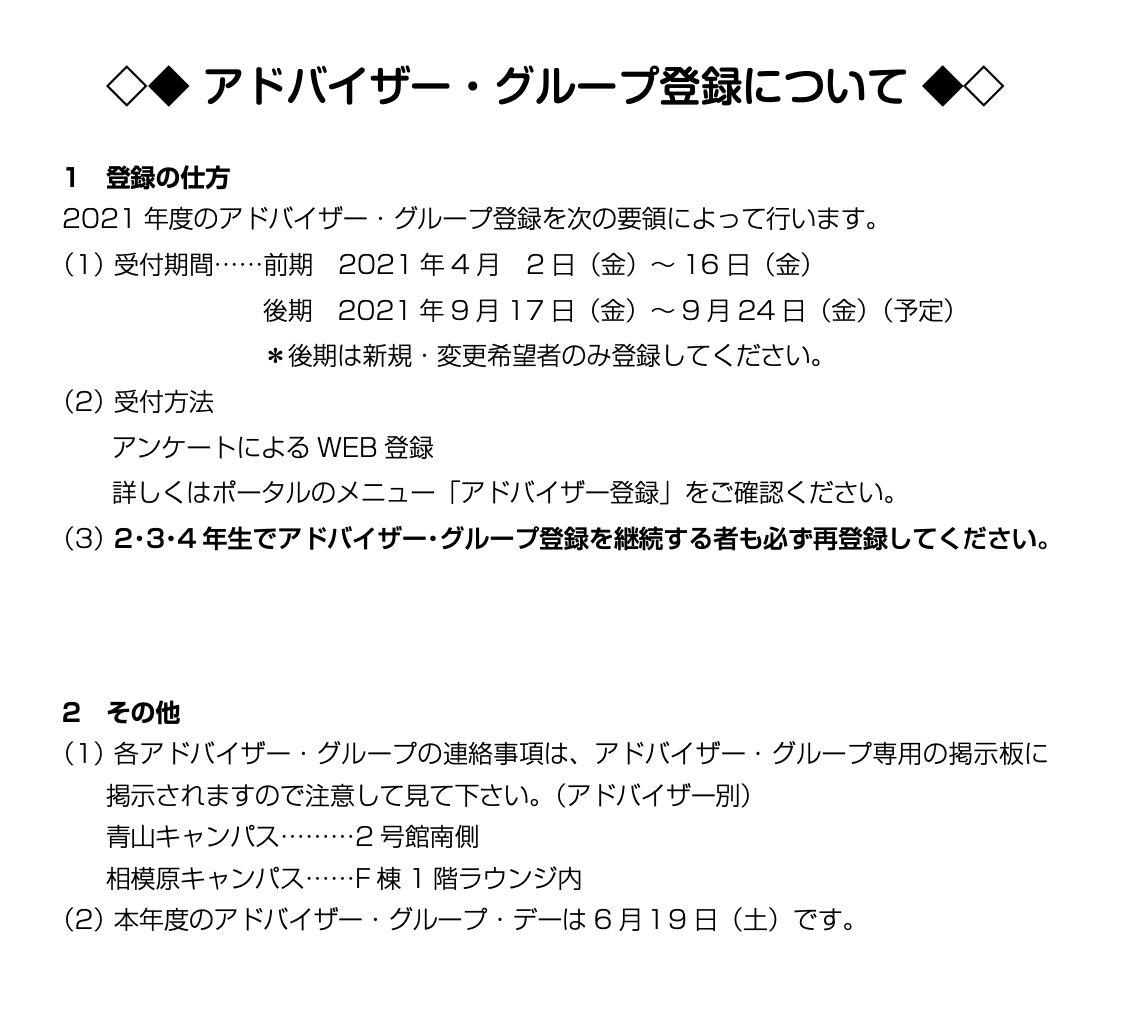 ◇◆ アドバイザー・グループ登録について ◆◇
1　登録の仕方
2021 年度のアドバイザー・グループ登録を次の要領によって行います。
（1）受付期間……前期　2021 年 4 月　2 日（金）～ 16 日（金）
後期　2021 年 9 月 17 日（金）～ 9 月 24 日（金）（予定）
＊後期は新規・変更希望者のみ登録してください。
（2）受付方法
アンケートによる WEB 登録
詳しくはポータルのメニュー「アドバイザー登録」をご確認ください。
（3）2・3・4 年生でアドバイザー・グループ登録を継続する者も必ず再登録してください。
2　その他
（1）各アドバイザー・グループの連絡事項は、アドバイザー・グループ専用の掲示板に
掲示されますので注意して見て下さい。（アドバイザー別）
青山キャンパス………2 号館南側
相模原キャンパス……F 棟 1 階ラウンジ内
（2）本年度のアドバイザー・グループ・デーは 6 月 19 日（土）です。